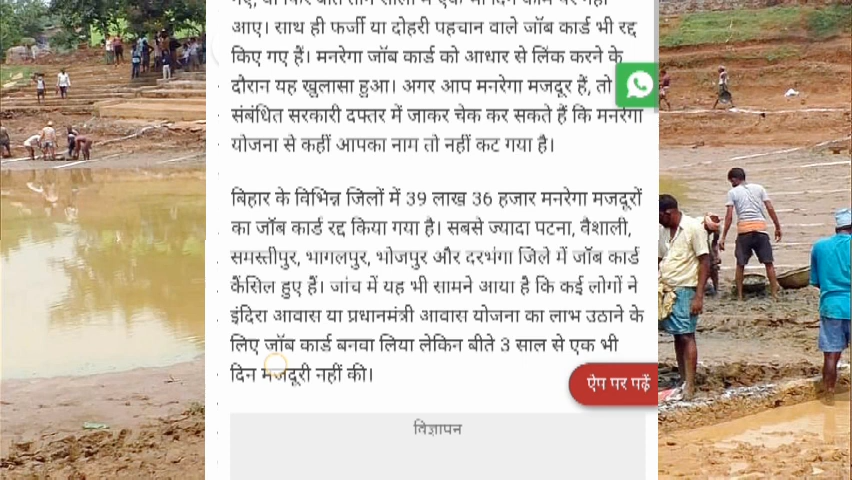 आए। साथ ही फर्जी या दोहरी पहचान वाले जॉब कार्ड भी रद्द
किए गए हैं। मनरेगा जॉब कार्ड को आधार से लिंक करने के
दौरान यह खुलासा हुआ। अगर आप मनरेगा मजदूर हैं, तो
संबंधित सरकारी दफ्तर में जाकर चेक कर सकते हैं कि मनरेगा
योजना से कहीं आपका नाम तो नहीं कट गया है।
बिहार के विभिन्न जिलों में 39 लाख 36 हजार मनरेगा मजदूरों
का जॉब कार्ड रद्द किया गया है। सबसे ज्यादा पटना, वैशाली,
समस्तीपुर, भागलपुर, भोजपुर और दरभंगा जिले में जॉब कार्ड
कैंसिल हुए हैं। जांच में यह भी सामने आया है कि कई लोगों ने
इंदिरा आवास या प्रधानमंत्री आवास योजना का लाभ उठाने के
लिए जॉब कार्ड बनवा लिया लेकिन बीते 3 साल से एक भी
दिन मजदूरी नहीं की।
ऐप पर पढ़ें
विज्ञापन